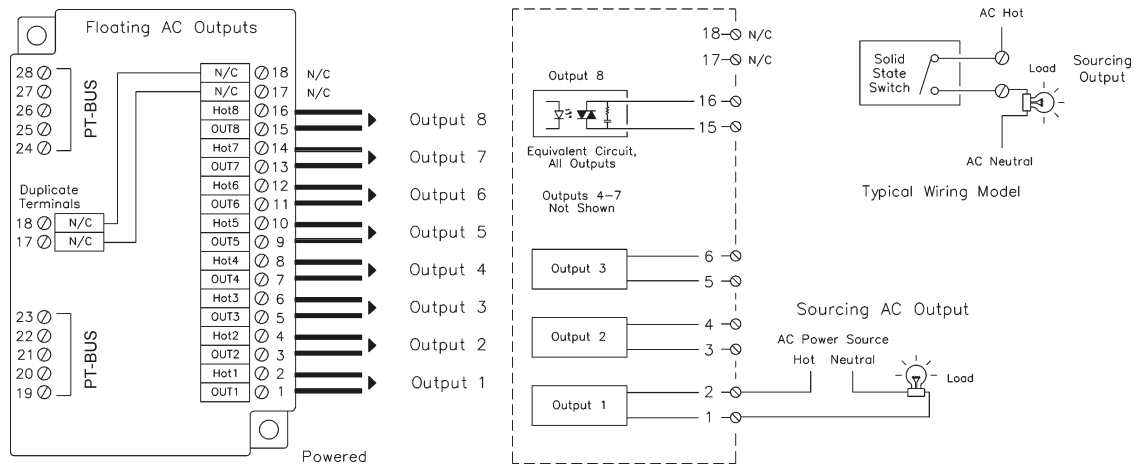 Floating AC Outputs
28
27
26
25
24
PT-BUS
Duplicate
Terminals
18 N/C
17 N/C
23
22
21
20
19
PT-BUS
N/C 18 N/C
N/C 17 N/C
Hot8 16
OUT8 15
Output 8
Hot7 14
OUT7 13
Output 7
Hot6 12
OUT6 11
Output 6
Hot5 10
OUT5 9
Output 5
Hot4 8
OUT4 7
Output 4
Hot3 6
OUT3 5
Output 3
Hot2 4
OUT2 3
Output 2
Hot1 2
OUT1 1
Output 1
Powered
18 N/C
17 N/C
Output 8
16
15
Equivalent Circuit,
All Outputs
Outputs 4-7
Not Shown
Output 3
6
5
Output 2
4
3
Output 1
2
1
AC Hot
Solid
State
Switch
Load
Sourcing
Output
AC Neutral
Typical Wiring Model
Sourcing AC Output
AC Power Source
Hot Neutral
Load